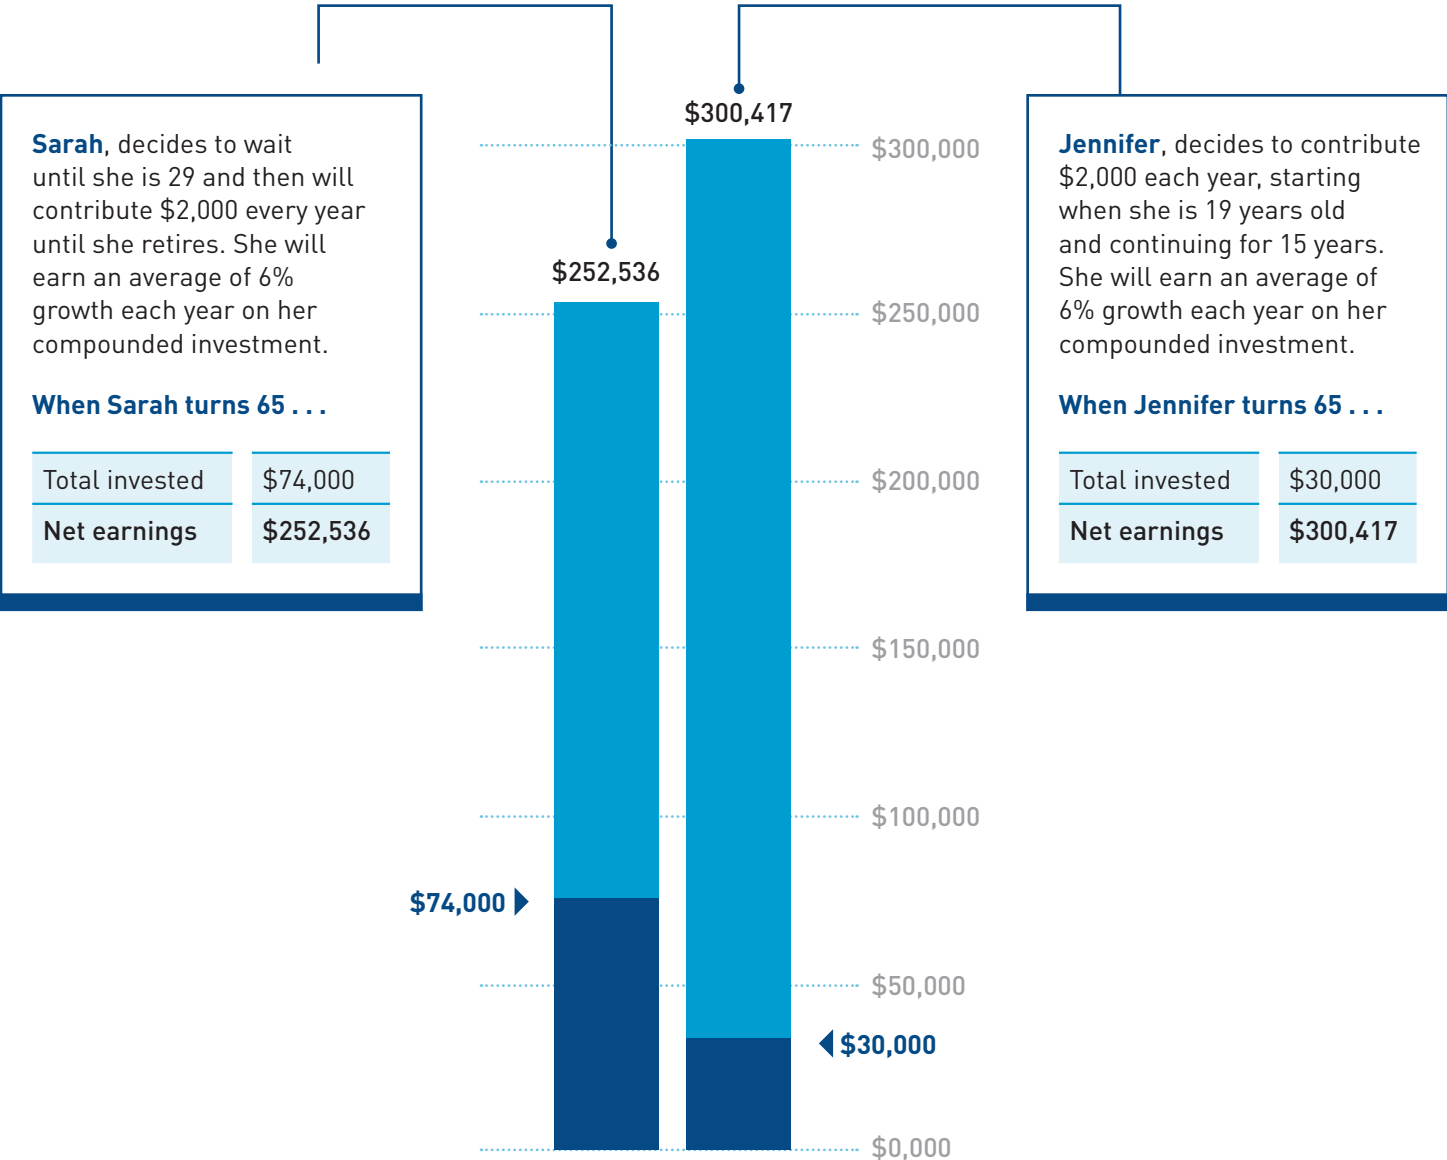 Sarah, decides to wait
until she is 29 and then will
contribute $2,000 every year
until she retires. She will
earn an average of 6%
growth each year on her
compounded investment.
When Sarah turns 65 . . .
Total invested $74,000
Net earnings $252,536
$252,536
$300,417
$300,000
$250,000
$200,000
$150,000
$100,000
$74,000
$50,000
$30,000
$0,000
Jennifer, decides to contribute
$2,000 each year, starting
when she is 19 years old
and continuing for 15 years.
She will earn an average of
6% growth each year on her
compounded investment.
When Jennifer turns 65 . . .
Total invested $30,000
Net earnings $300,417